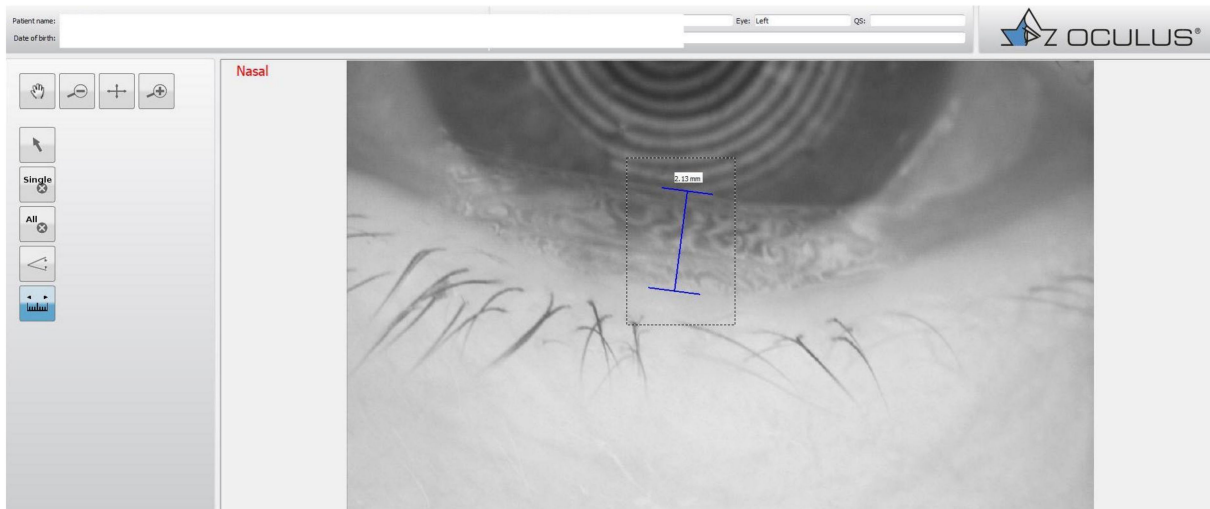 Patient name:
Eye: Left
QS:
OCULUS®
Date of birth:
Nasal
2.13 mm
Single
All